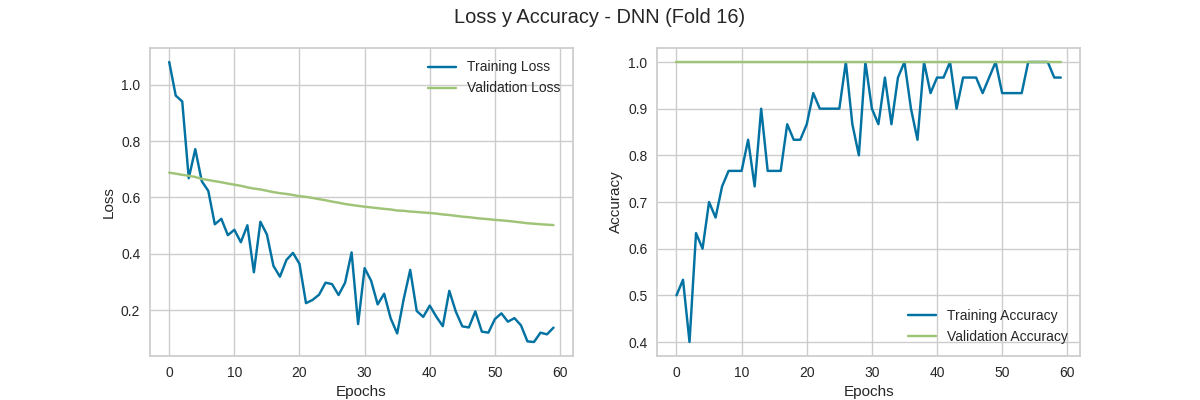 Loss y Accuracy - DNN (Fold 16)
Training Loss
Validation Loss
1.0
0.8
0.6
0.4
0.2
Loss
0 10 20 30 40 50 60
Epochs
1.0
0.9
0.8
0.7
0.6
0.5
0.4
Accuracy
Training Accuracy
Validation Accuracy
0 10 20 30 40 50 60
Epochs